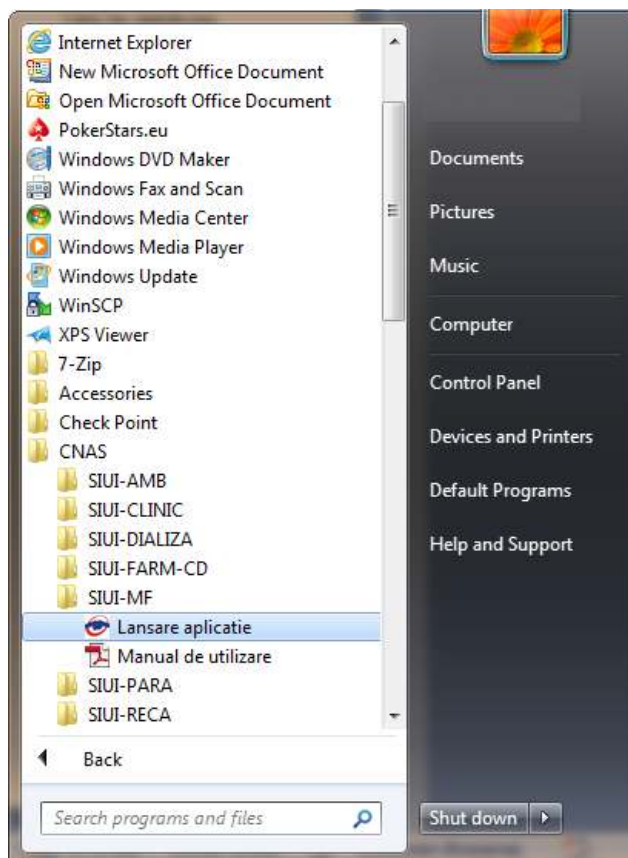 Internet Explorer
New Microsoft Office Document
Open Microsoft Office Document
PokerStars.eu
Windows DVD Maker
Windows Fax and Scan
Windows Media Center
Windows Media Player
Windows Update
WinSCP
XPS Viewer
7-Zip
Accessories
Check Point
CNAS
SIUI-AMB
SIUI-CLINIC
SIUI-DIALIZA
SIUI-FARM-CD
SIUI-MF
Lansare aplicatie
Manual de utilizare
SIUI-PARA
SIUI-RECA
Back
Search programs and files
Documents
Pictures
Music
Computer
Control Panel
Devices and Printers
Default Programs
Help and Support
Shut down